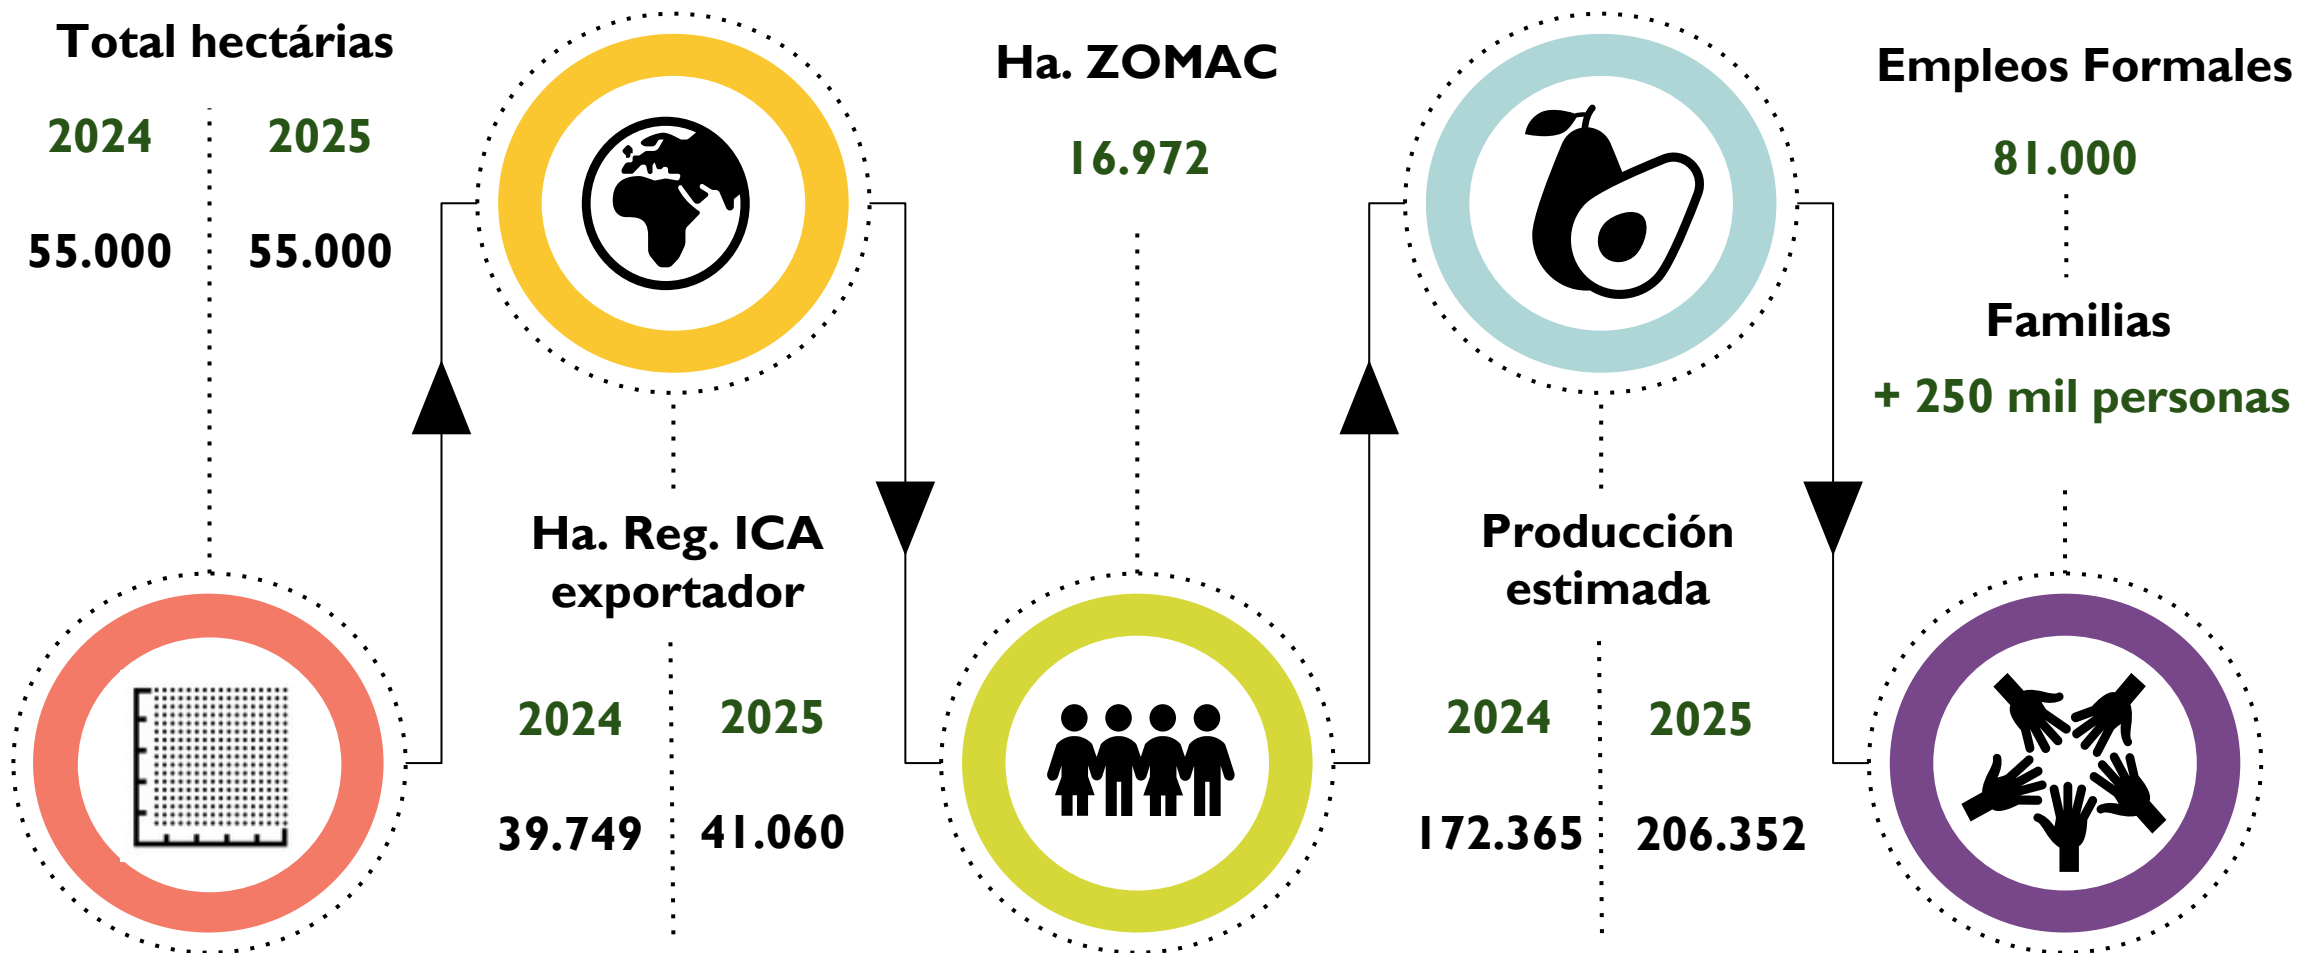 Total hectárias
2024 2025
55.000 55.000
Ha. Reg. ICA
exportador
2024 2025
39.749 41.060
Ha. ZOMAC
16.972
Producción
estimada
2024 2025
172.365 206.352
Empleos Formales
81.000
Familias
+ 250 mil personas